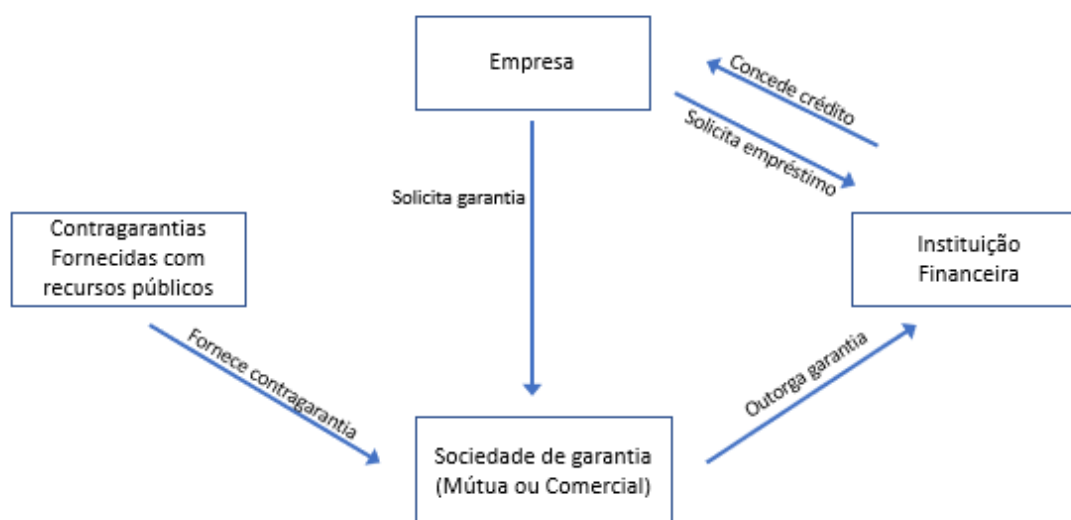 Empresa
Concede crédito
Solicita empréstimo
Solicita garantia
Contragarantias
Fornecidas com
recursos públicos
Instituição
Financeira
Fornece contragarantia
Outorga garantia
Sociedade de garantia
(Mútua ou Comercial)